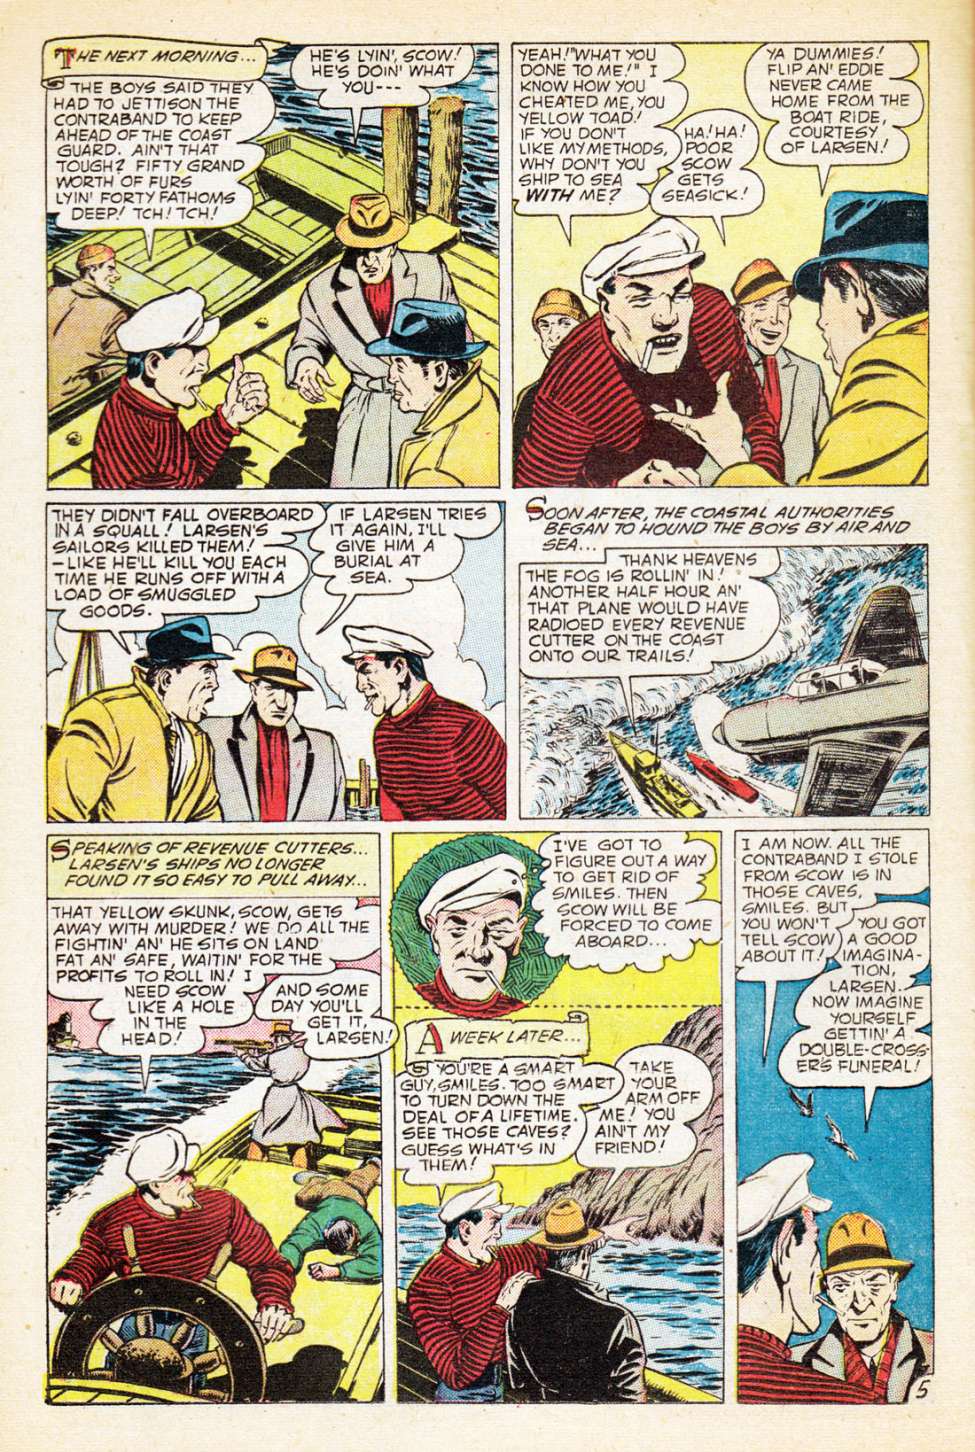 THE NEXT MORNING...
THE BOYS SAID THEY
HAD TO JETTISON THE
CONTRABAND TO KEEP
AHEAD OF THE COAST
GUARD. AIN'T THAT
TOUGH? FIFTY GRAND
WORTH OF FURS
LYIN' FORTY FATHOMS
DEEP! TCH! TCH!
HE'S LYIN', SCOW!
HE'S DOIN' WHAT
YOU---
YEAH! "WHAT YOU
DONE TO ME!" I
KNOW HOW YOU
CHEATED ME, YOU
YELLOW TOAD!
IF YOU DON'T
LIKE MY METHODS,
WHY DON'T YOU
SHIP TO SEA
WITH ME?
HA! HA!
POOR
SCOW
GETS
SEASICK!
YA DUMMIES!
FLIP AN' EDDIE
NEVER CAME
HOME FROM THE
BOAT RIDE,
COURTESY
OF LARSEN!
THEY DIDN'T FALL OVERBOARD
IN A SQUALL! LARSEN'S
SAILORS KILLED THEM!
-LIKE HE'LL KILL YOU EACH
TIME HE RUNS OFF WITH A
LOAD OF SMUGGLED
GOODS.
IF LARSEN TRIES
IT AGAIN, I'LL
GIVE HIM A
BURIAL AT
SEA.
SOON AFTER, THE COASTAL AUTHORITIES
BEGAN TO HOUND THE BOYS BY AIR AND
SEA...
THANK HEAVENS
THE FOG IS ROLLIN' IN!
ANOTHER HALF HOUR AN'
THAT PLANE WOULD HAVE
RADIOED EVERY REVENUE
CUTTER ON THE COAST
ONTO OUR TRAILS!
SPEAKING OF REVENUE CUTTERS...
LARSEN'S SHIPS NO LONGER
FOUND IT SO EASY TO PULL AWAY...
THAT YELLOW SKUNK, SCOW, GETS
AWAY WITH MURDER! WE DO ALL THE
FIGHTIN' AN' HE SITS ON LAND
FAT AN' SAFE, WAITIN' FOR THE
PROFITS TO ROLL IN! I
NEED SCOW
LIKE A HOLE
IN THE
HEAD!
AND SOME
DAY YOU'LL
GET IT,
LARSEN!
I'VE GOT TO
FIGURE OUT A WAY
TO GET RID OF
SMILES. THEN
SCOW WILL BE
FORCED TO COME
ABOARD...
A WEEK LATER...
YOU'RE A SMART
GUY, SMILES. TOO SMART
TO TURN DOWN THE
DEAL OF A LIFETIME.
SEE THOSE CAVES?
GUESS WHAT'S IN
THEM!
TAKE
YOUR
ARM OFF
ME! YOU
AIN'T MY
FRIEND!
I AM NOW. ALL THE
CONTRABAND I STOLE
FROM SCOW IS IN
THOSE CAVES,
SMILES. BUT
YOU WON'T
TELL SCOW
ABOUT IT!
YOU GOT
A GOOD
IMAGINA-
TION,
LARSEN.
NOW IMAGINE
YOURSELF
GETTIN' A
DOUBLE-CROSS-
ER'S FUNERAL!
5